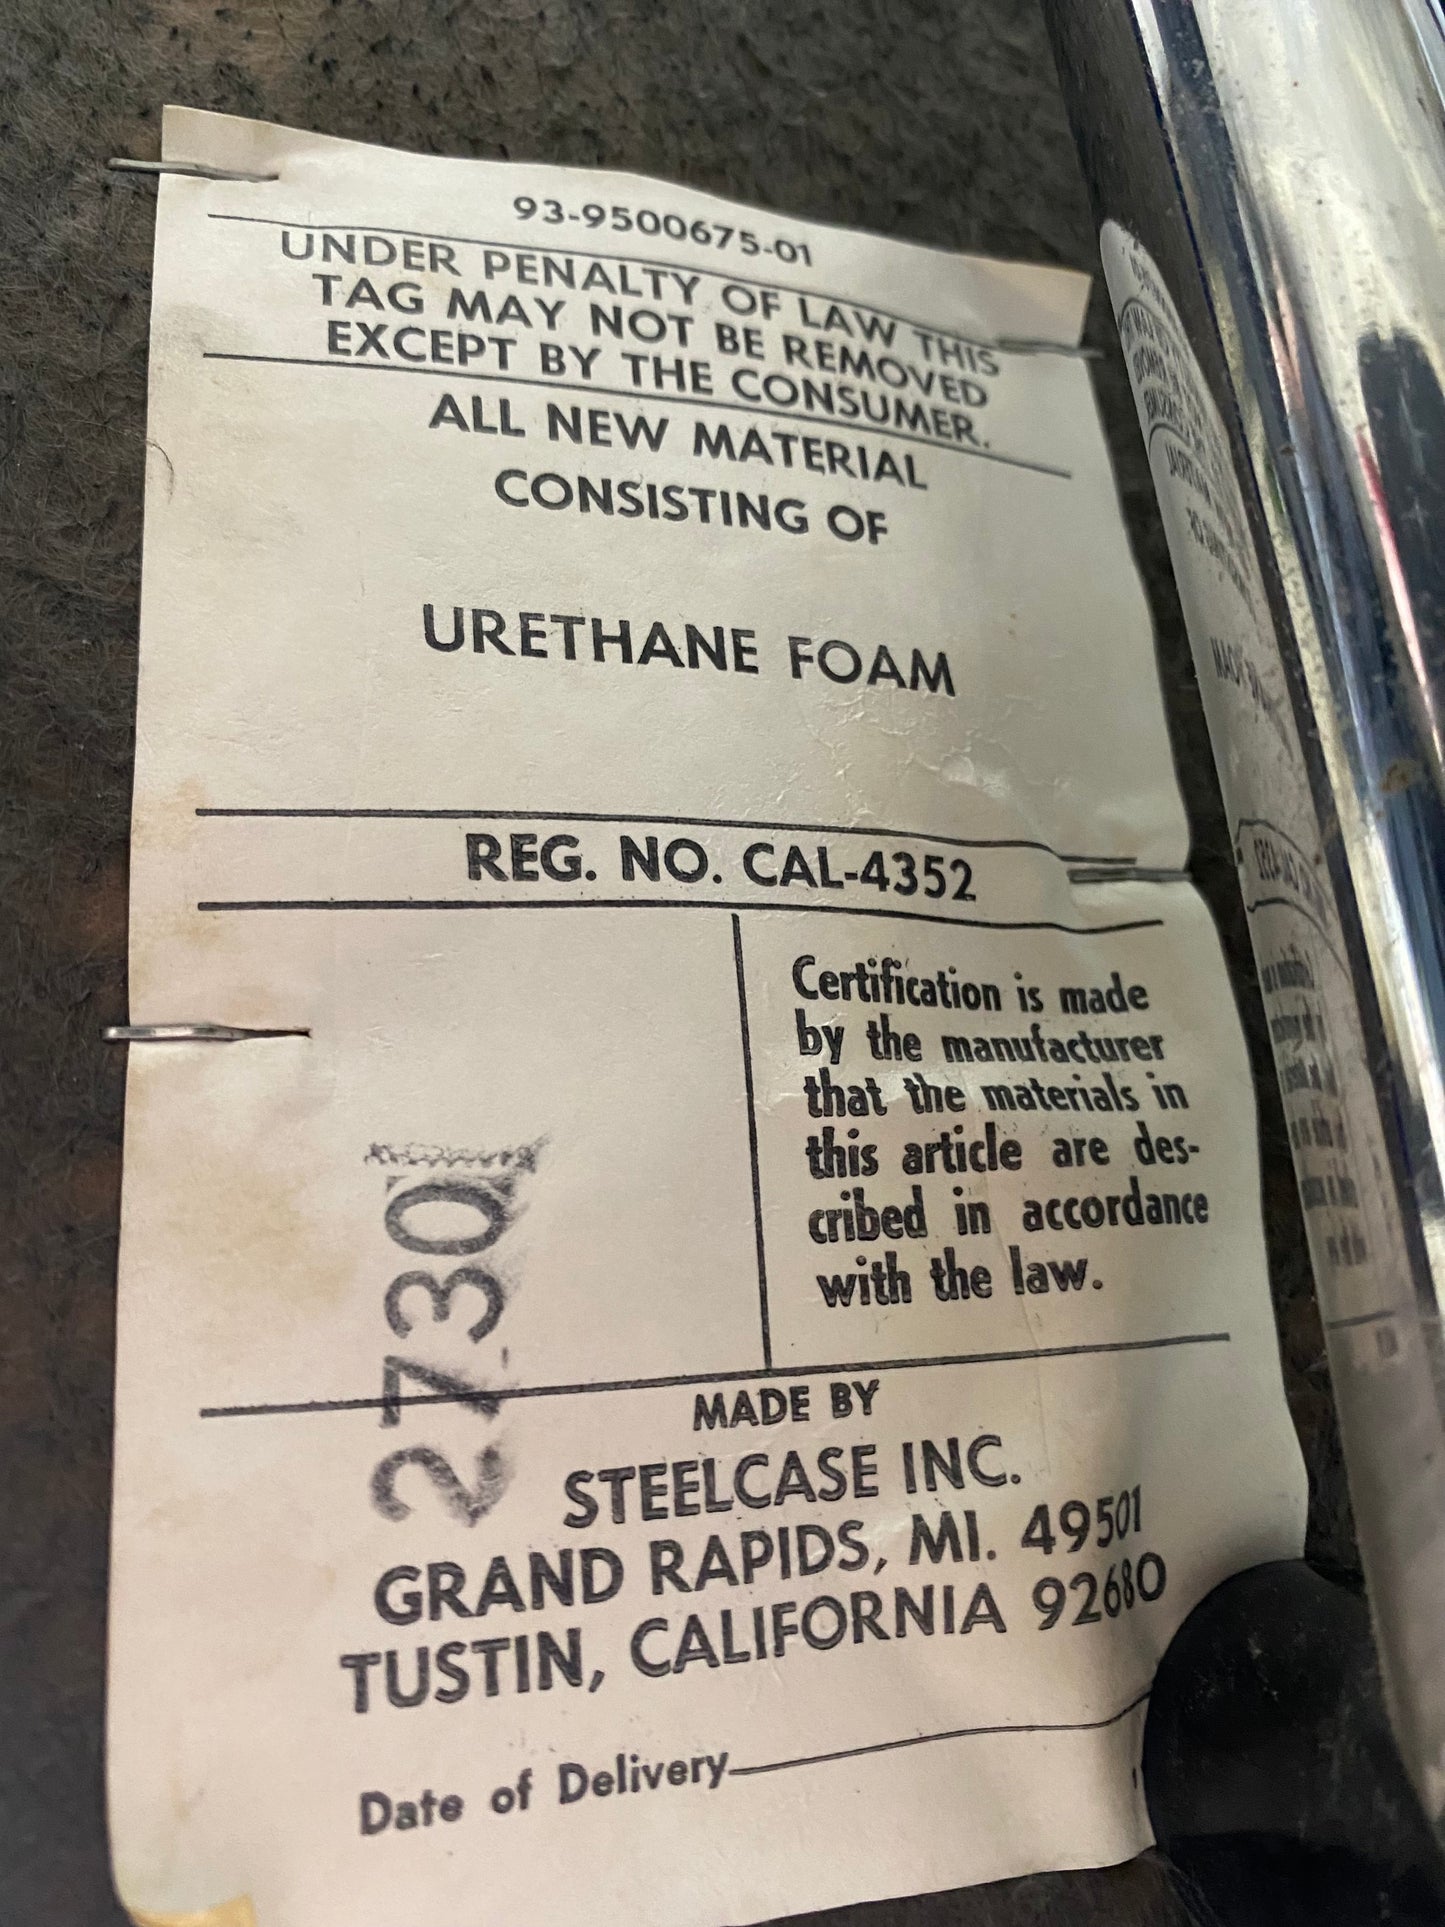 93-9500675-01
UNDER PENALTY OF LAW THIS
TAG MAY NOT BE REMOVED
EXCEPT BY THE CONSUMER.
ALL NEW MATERIAL
CONSISTING OF
URETHANE FOAM
REG. NO. CAL-4352
Certification is made
by the manufacturer
that the materials in
this article are des-
cribed in accordance
with the law.
2730
MADE BY
STEELCASE INC.
GRAND RAPIDS, MI. 49501
TUSTIN, CALIFORNIA 92680
Date of Delivery